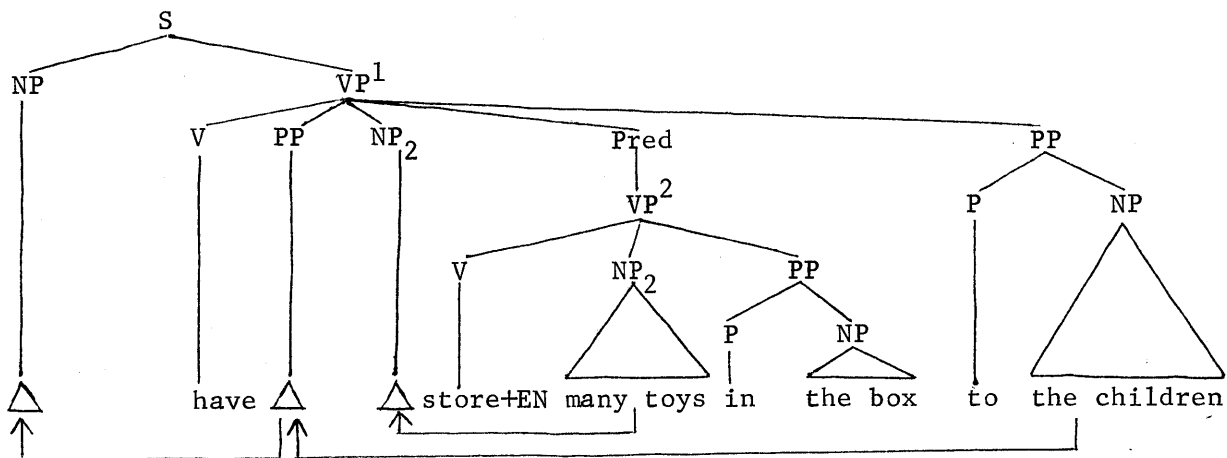 S
NP VP¹
V PP NP₂ Pred PP
VP² P NP
V NP₂ PP
P NP
have store+EN many toys in the box to the children